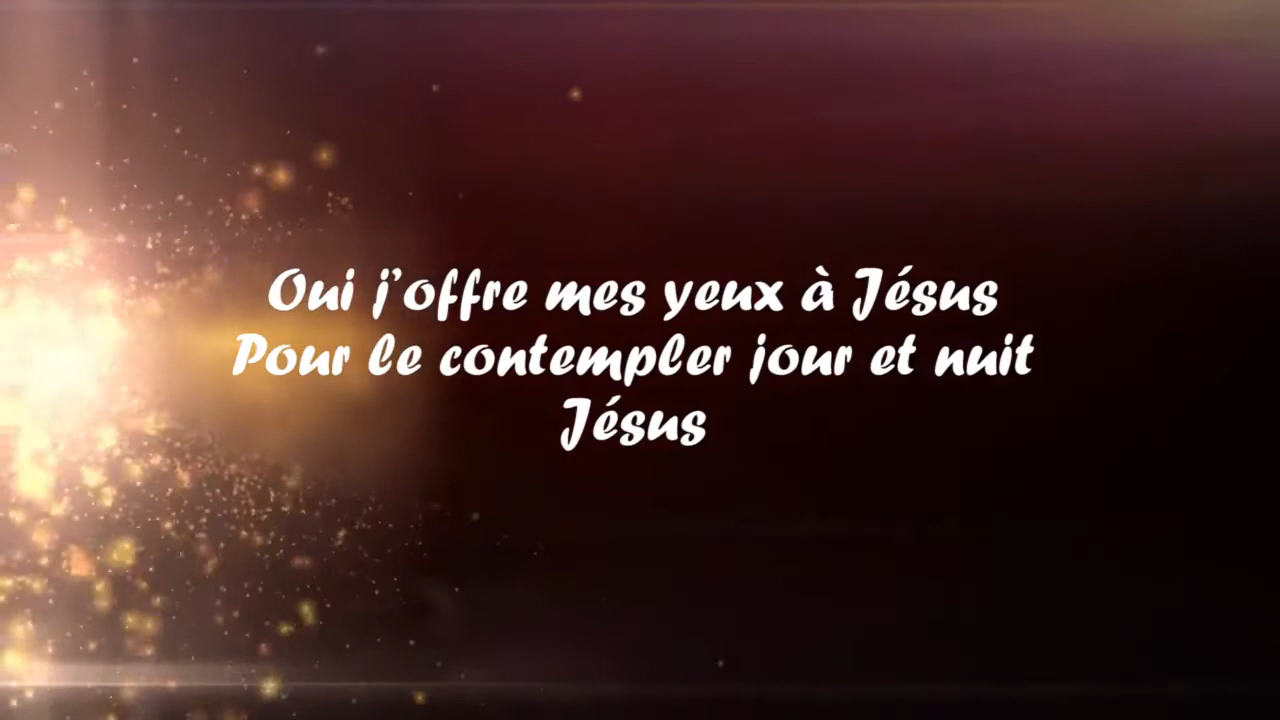 Oui j’offre mes yeux à Jésus
Pour le contempler jour et nuit
Jésus